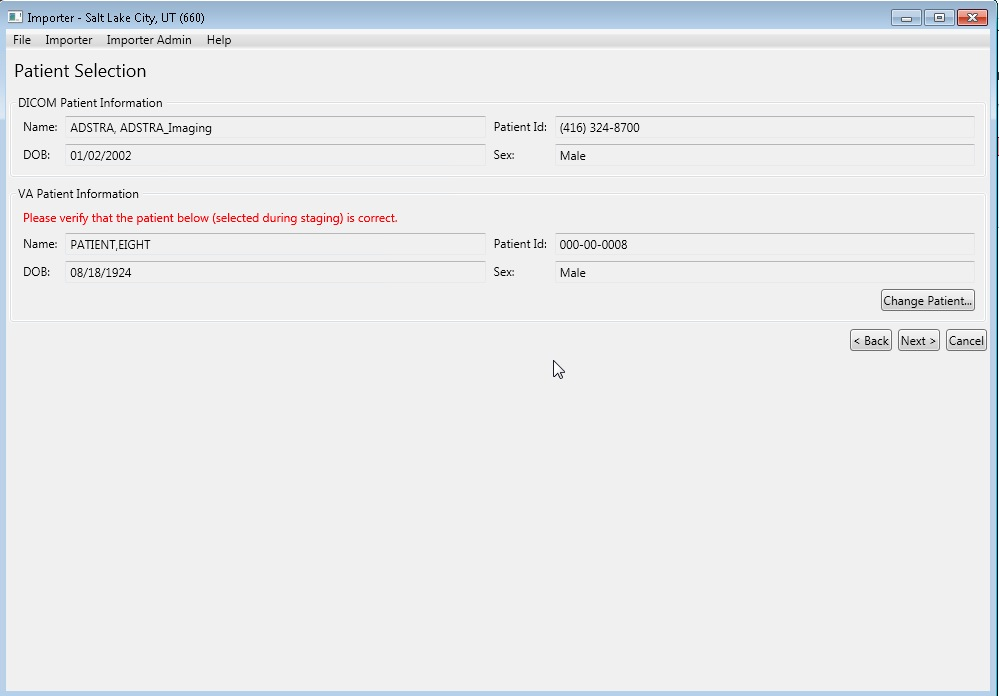 Importer - Salt Lake City, UT (660)
File Importer Importer Admin Help
Patient Selection
DICOM Patient Information
Name: ADSTRA, ADSTRA_Imaging Patient Id: (416) 324-8700
DOB: 01/02/2002 Sex: Male
VA Patient Information
Please verify that the patient below (selected during staging) is correct.
Name: PATIENT,EIGHT Patient Id: 000-00-0008
DOB: 08/18/1924 Sex: Male
Change Patient...
< Back Next > Cancel